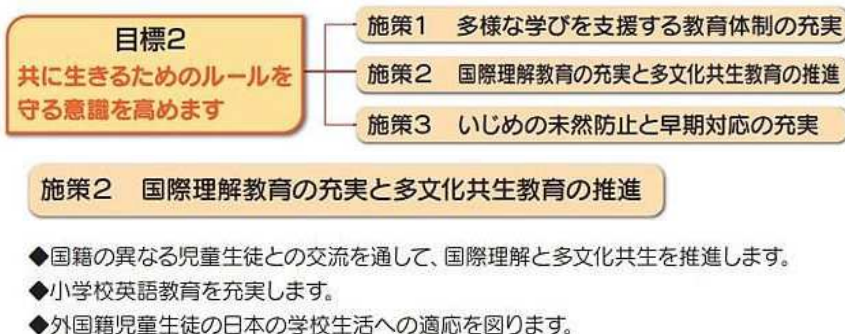 目標2
共に生きるためのルールを
守る意識を高めます
施策1 多様な学びを支援する教育体制の充実
施策2 国際理解教育の充実と多文化共生教育の推進
施策3 いじめの未然防止と早期対応の充実
施策2 国際理解教育の充実と多文化共生教育の推進
◆国籍の異なる児童生徒との交流を通して、国際理解と多文化共生を推進します。
◆小学校英語教育を充実します。
◆外国籍児童生徒の日本の学校生活への適応を図ります。